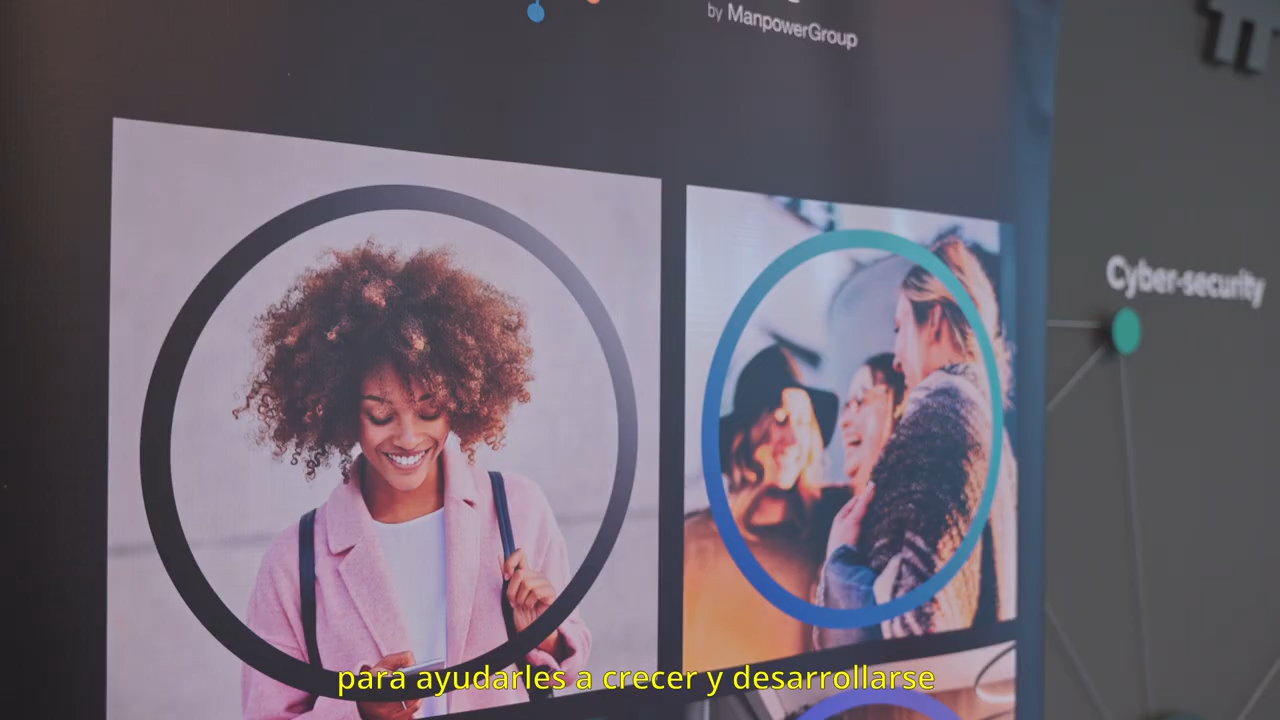 by ManpowerGroup
Cyber-security
para ayudarles a crecer y desarrollarse